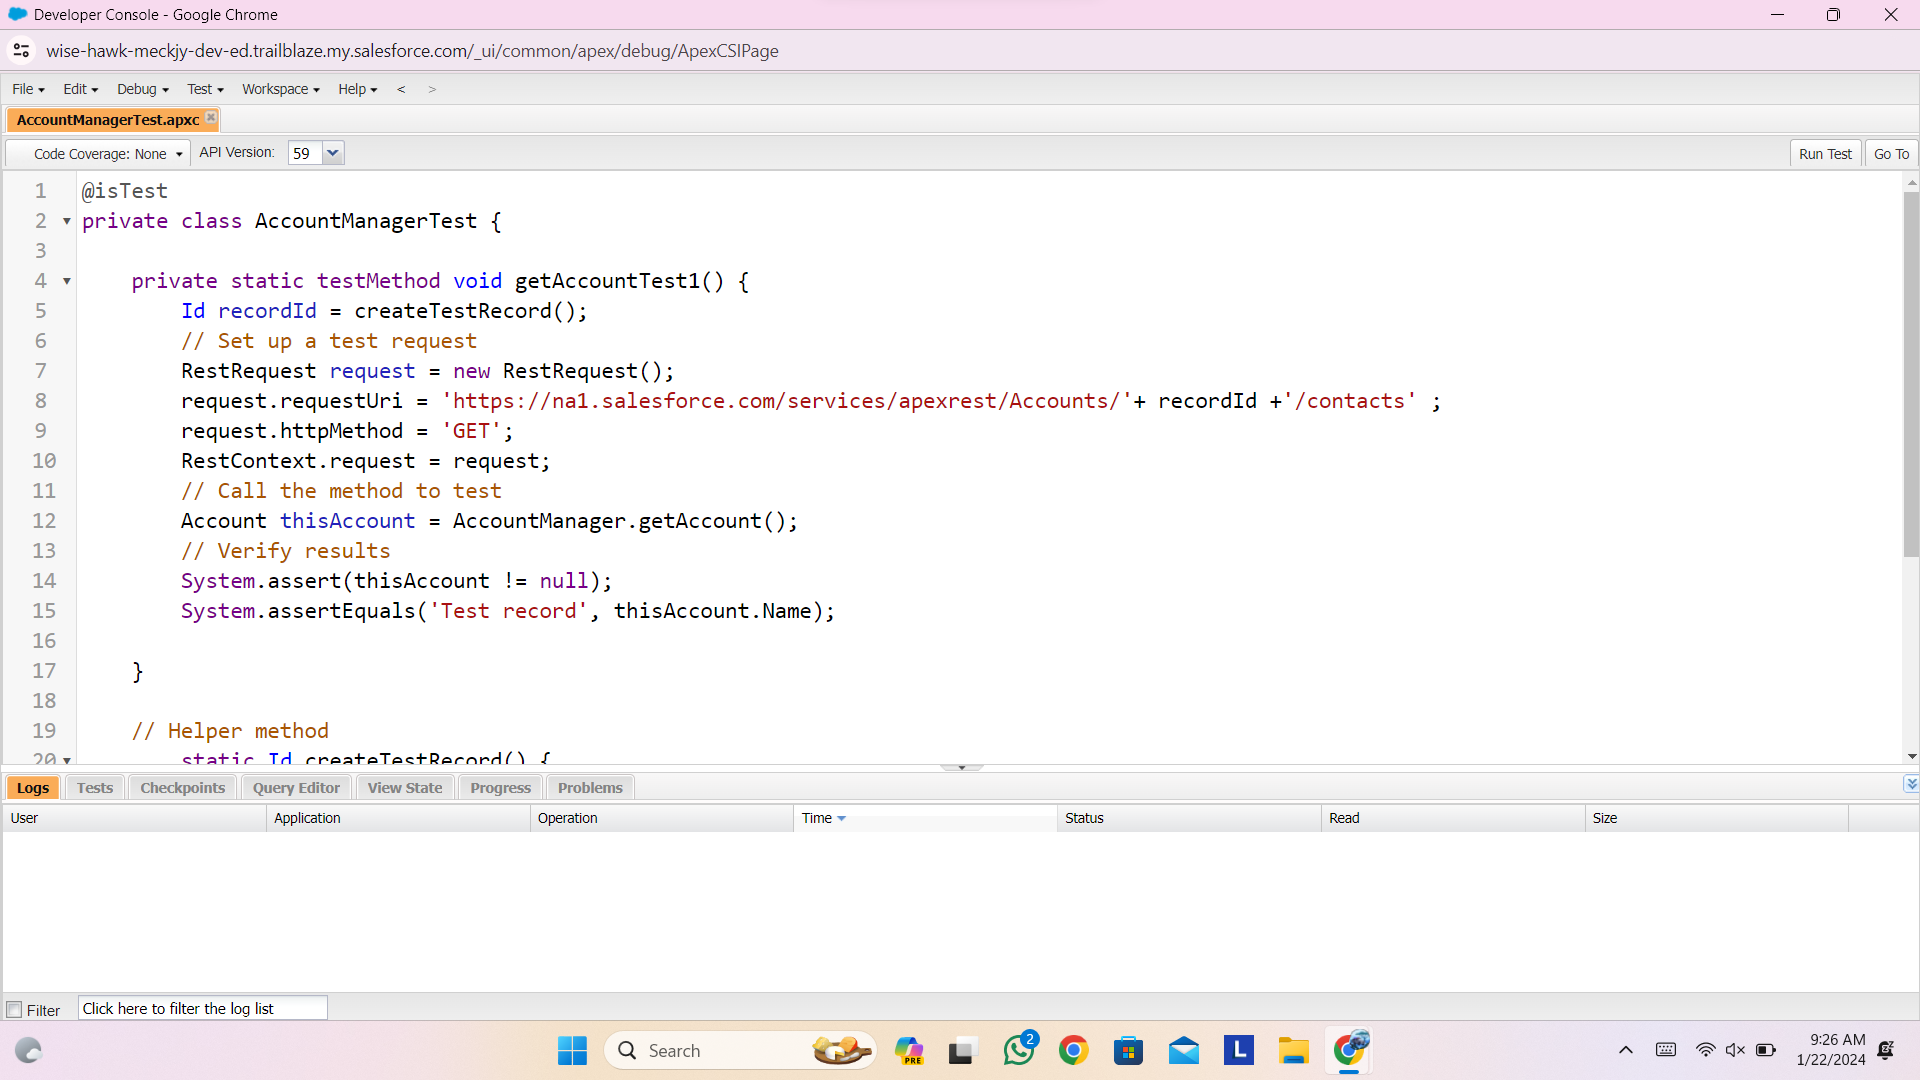 Developer Console - Google Chrome
wise-hawk-meckjy-dev-ed.trailblaze.my.salesforce.com/_ui/common/apex/debug/ApexCSIPage
File Edit Debug Test Workspace Help < >
AccountManagerTest.apxc
Code Coverage: None API Version: 59 Run Test Go To
1 @isTest
2 private class AccountManagerTest {
3
4 private static testMethod void getAccountTest1() {
5 Id recordId = createTestRecord();
6 // Set up a test request
7 RestRequest request = new RestRequest();
8 request.requestUri = 'https://na1.salesforce.com/services/apexrest/Accounts/'+ recordId +'/contacts' ;
9 request.httpMethod = 'GET';
10 RestContext.request = request;
11 // Call the method to test
12 Account thisAccount = AccountManager.getAccount();
13 // Verify results
14 System.assert(thisAccount != null);
15 System.assertEquals('Test record', thisAccount.Name);
16
17 }
18
19 // Helper method
20 static Id createTestRecord() {
Logs Tests Checkpoints Query Editor View State Progress Problems
User Application Operation Time Status Read Size
Filter Click here to filter the log list
Search PRE 2 L 9:26 AM
1/22/2024